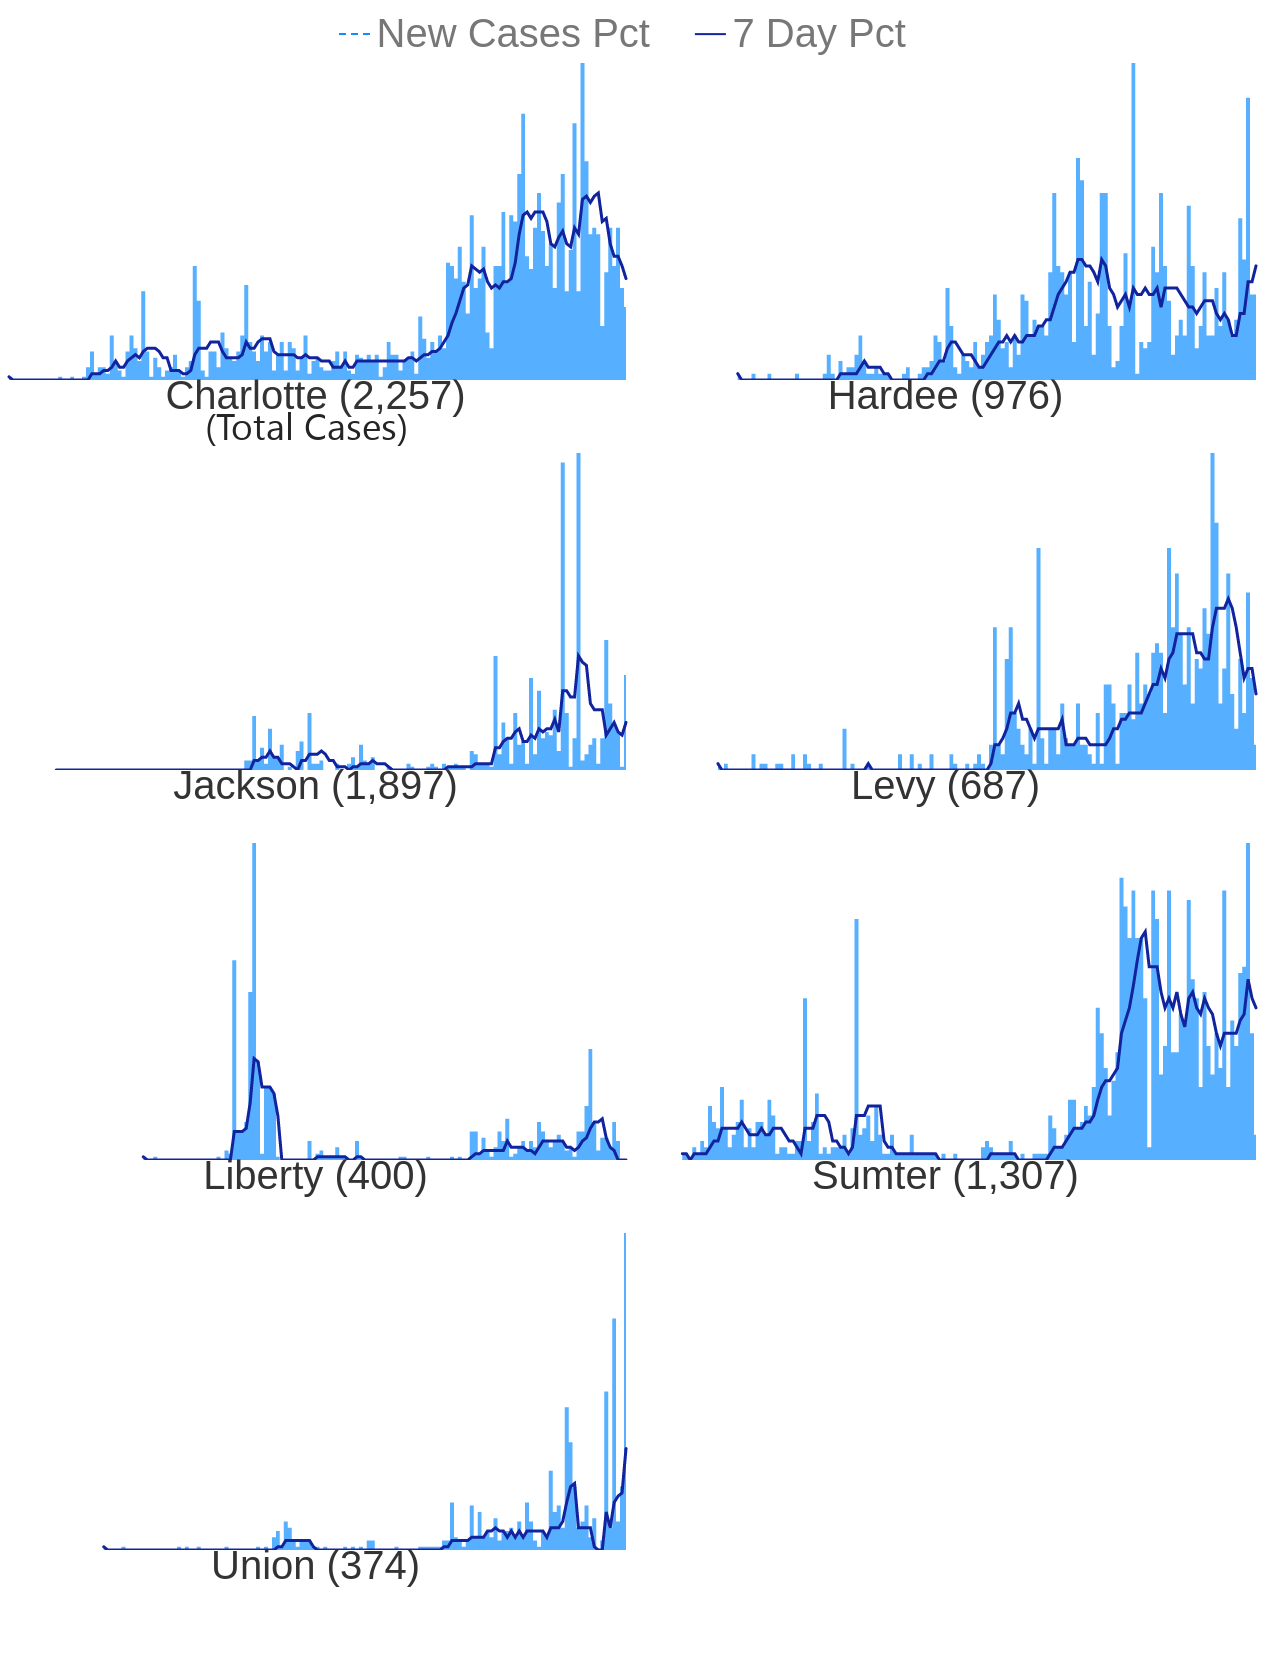 New Cases Pct 7 Day Pct
Charlotte (2,257) Hardee (976)
(Total Cases)
Jackson (1,897) Levy (687)
Liberty (400) Sumter (1,307)
Union (374)